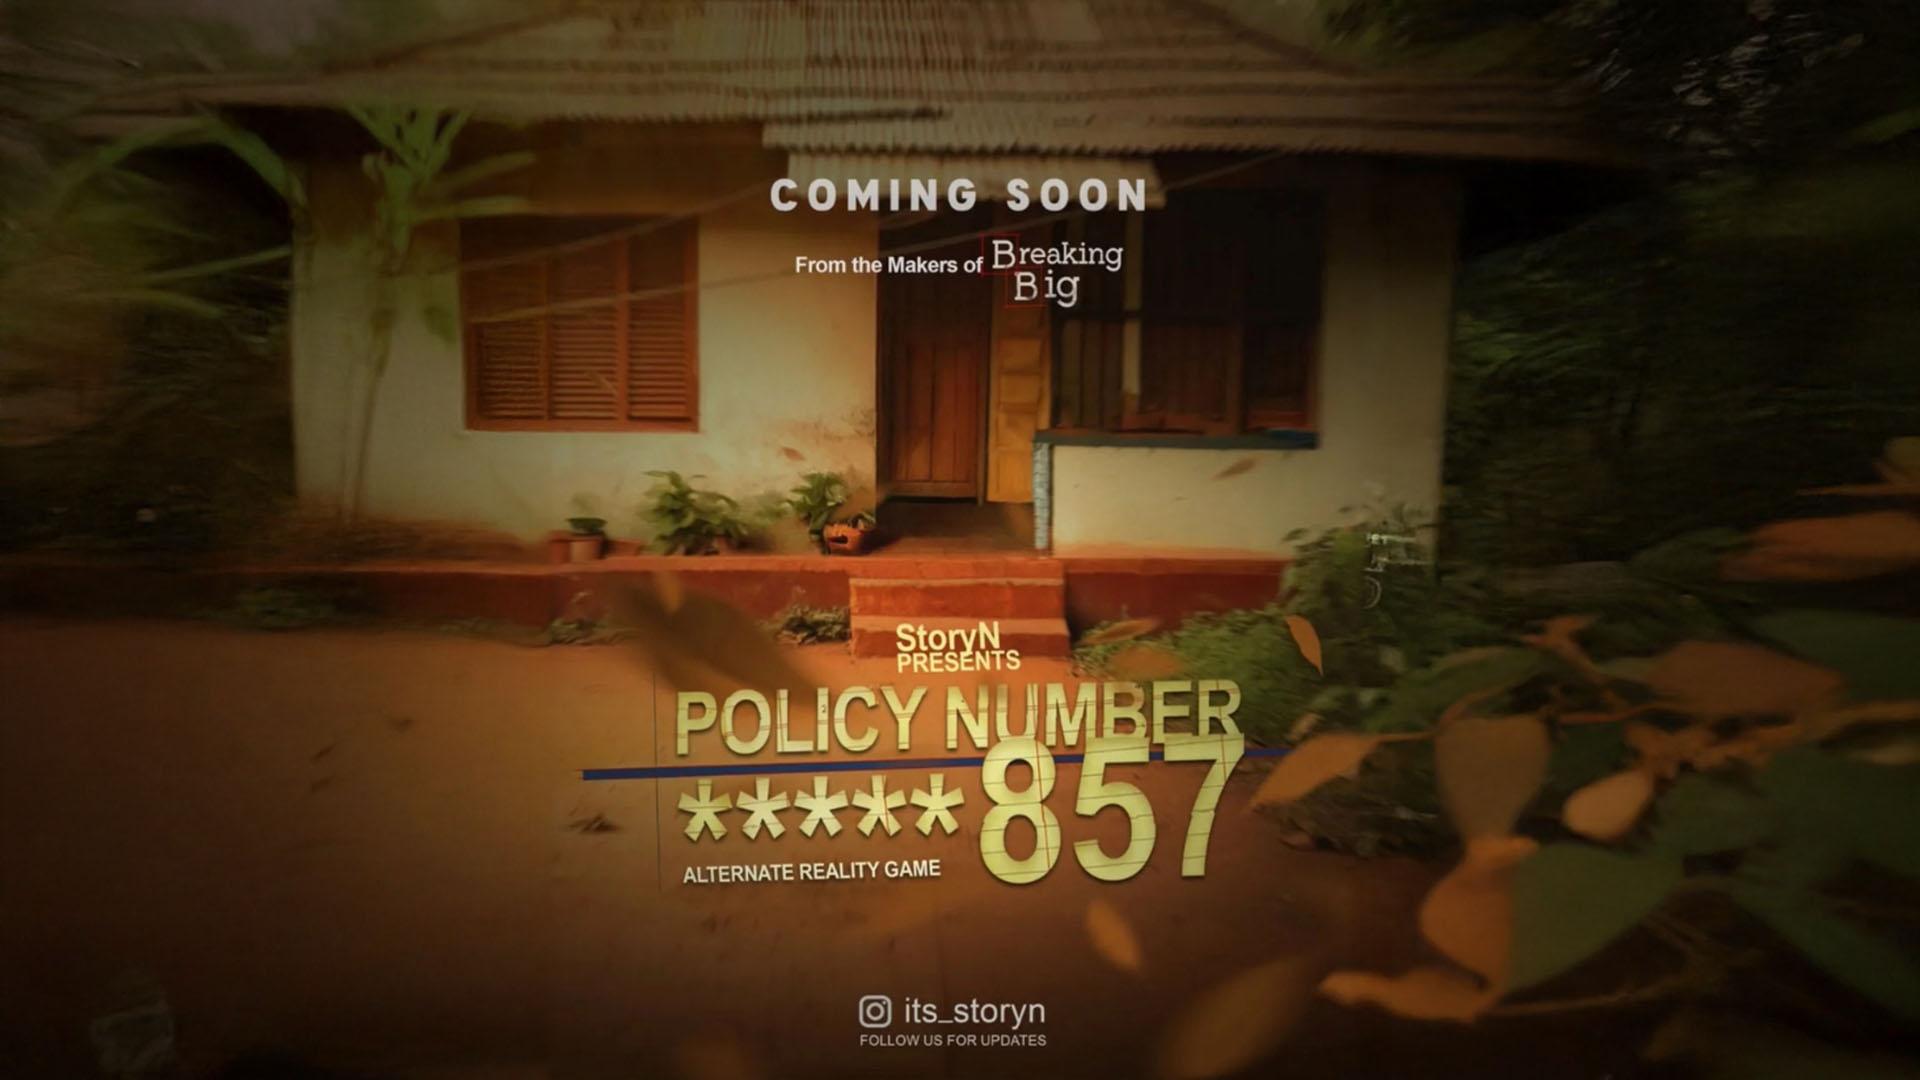 COMING SOON
From the Makers of Breaking Big
StoryN
PRESENTS
POLICY NUMBER
*****857
ALTERNATE REALITY GAME
its_storyn
FOLLOW US FOR UPDATES